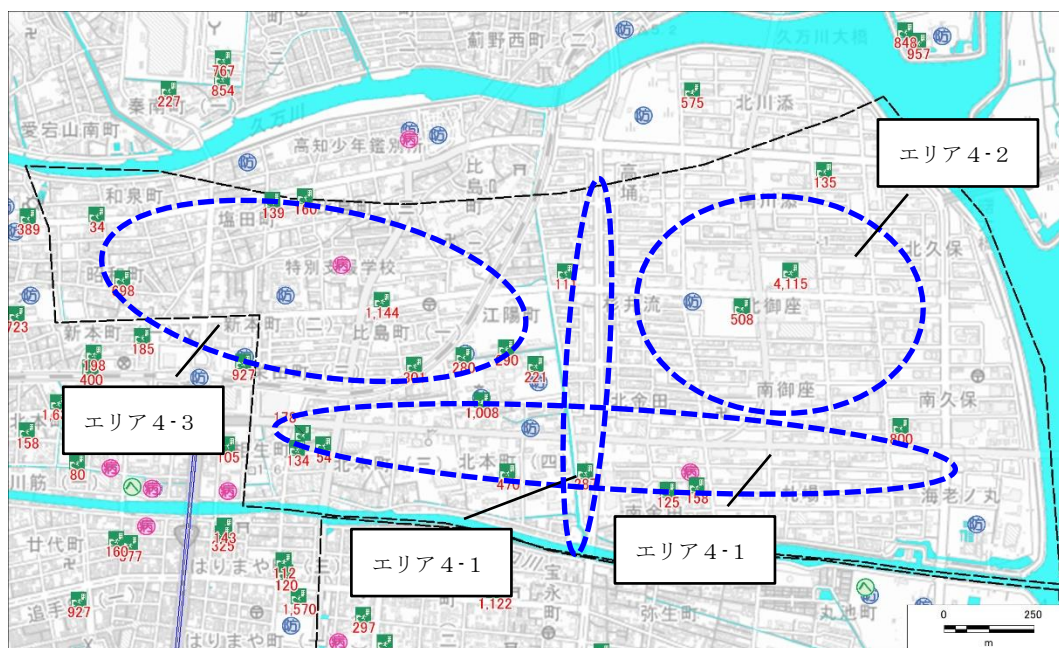 薊野西町（二）
久万川大橋
848
957
767
854
227
秦南町（一）
575
北川添
愛宕山南町
久万川
高知少年鑑別所
エリア４-２
135
比島
高埇
和泉町
139
160
塩田
34
389
北久保
特別支援学校
698
4,115
1,144
508
北御座
杉井流
江陽町
723
新本町
新本町（二）
比島町（一）
185
198
400
927
301
280
290
221
南御座
南久保
エリア４-３
1,008
北金田
178
800
158
105
134
54
北本町（三）
北本町（四
80
470
125
158
南金田
海老ノ丸
エリア４-１
エリア４-１
廿代町
160
143
325
はりまや町（三）
112
120
1,570
927
追手
297
1,122
宝永町
弥生町
丸池町
はりまや町（二）
0
250
m